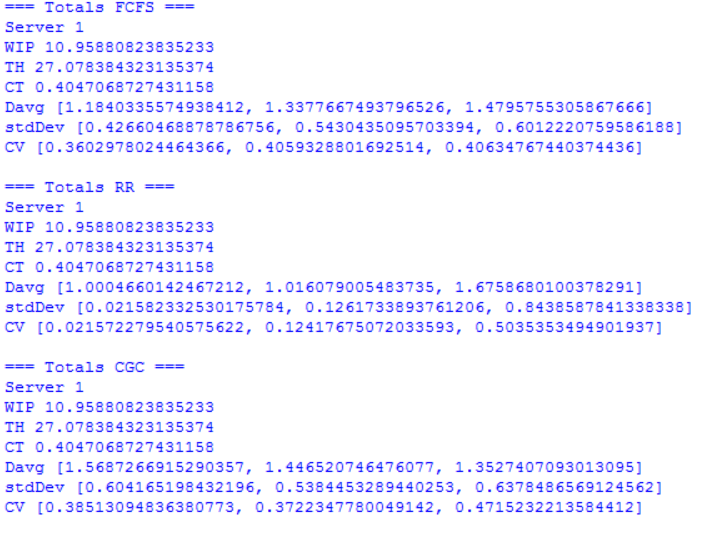 === Totals FCFS ===
Server 1
WIP 10.95880823835233
TH 27.078384323135374
CT 0.4047068727431158
Davg [1.1840335574938412, 1.3377667493796526, 1.4795755305867666]
stdDev [0.42660468878786756, 0.5430435095703394, 0.6012220759586188]
CV [0.3602978024464366, 0.4059328801692514, 0.40634767440374436]
=== Totals RR ===
Server 1
WIP 10.95880823835233
TH 27.078384323135374
CT 0.4047068727431158
Davg [1.0004660142467212, 1.016079005483735, 1.6758680100378291]
stdDev [0.021582332530175784, 0.1261733893761206, 0.8438587841338338]
CV [0.021572279540575622, 0.12417675072033593, 0.5035353494901937]
=== Totals CGC ===
Server 1
WIP 10.95880823835233
TH 27.078384323135374
CT 0.4047068727431158
Davg [1.5687266915290357, 1.446520746476077, 1.3527407093013095]
stdDev [0.604165198432196, 0.5384453289440253, 0.6378486569124562]
CV [0.38513094836380773, 0.3722347780049142, 0.4715232213584412]